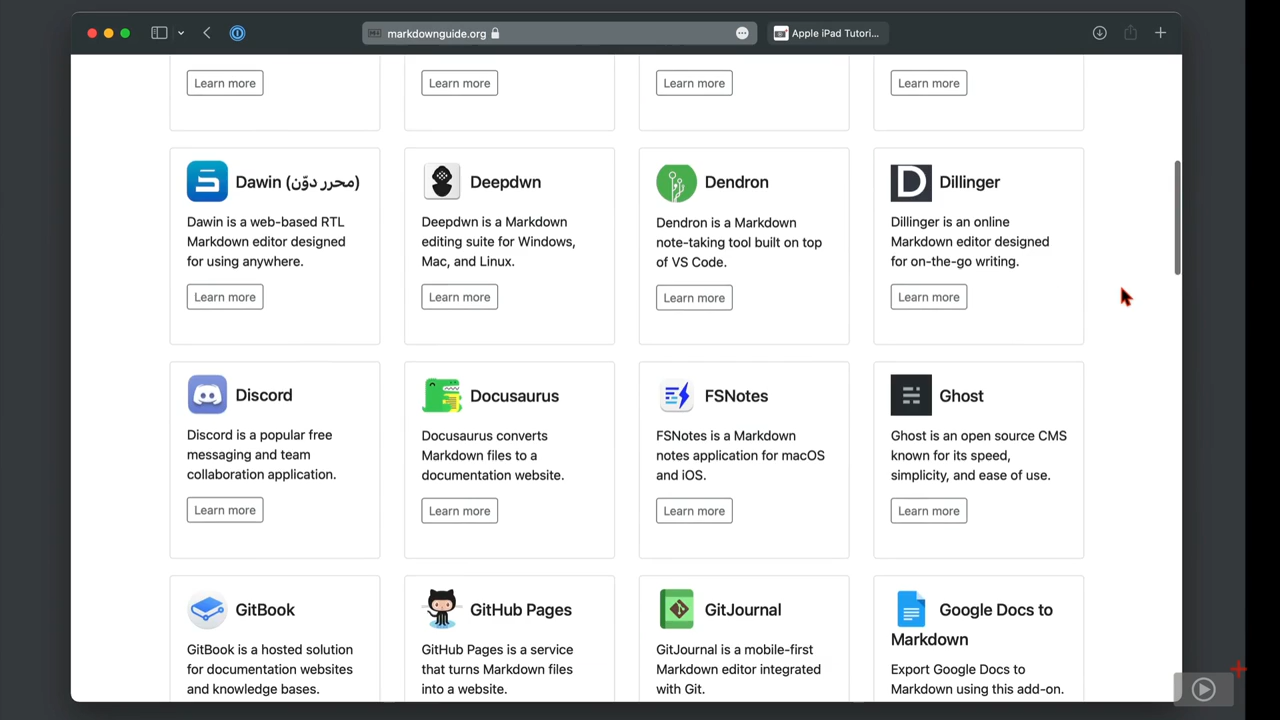 markdownguide.org
Apple iPad Tutori...
Learn more
Learn more
Learn more
Learn more
Dawin (محرر دوّن)
Dawin is a web-based RTL
Markdown editor designed
for using anywhere.
Learn more
Deepdwn
Deepdwn is a Markdown
editing suite for Windows,
Mac, and Linux.
Learn more
Dendron
Dendron is a Markdown
note-taking tool built on top
of VS Code.
Learn more
Dillinger
Dillinger is an online
Markdown editor designed
for on-the-go writing.
Learn more
Discord
Discord is a popular free
messaging and team
collaboration application.
Learn more
Docusaurus
Docusaurus converts
Markdown files to a
documentation website.
Learn more
FSNotes
FSNotes is a Markdown
notes application for macOS
and iOS.
Learn more
Ghost
Ghost is an open source CMS
known for its speed,
simplicity, and ease of use.
Learn more
GitBook
GitBook is a hosted solution
for documentation websites
and knowledge bases.
GitHub Pages
GitHub Pages is a service
that turns Markdown files
into a website.
GitJournal
GitJournal is a mobile-first
Markdown editor integrated
with Git.
Google Docs to
Markdown
Export Google Docs to
Markdown using this add-on.